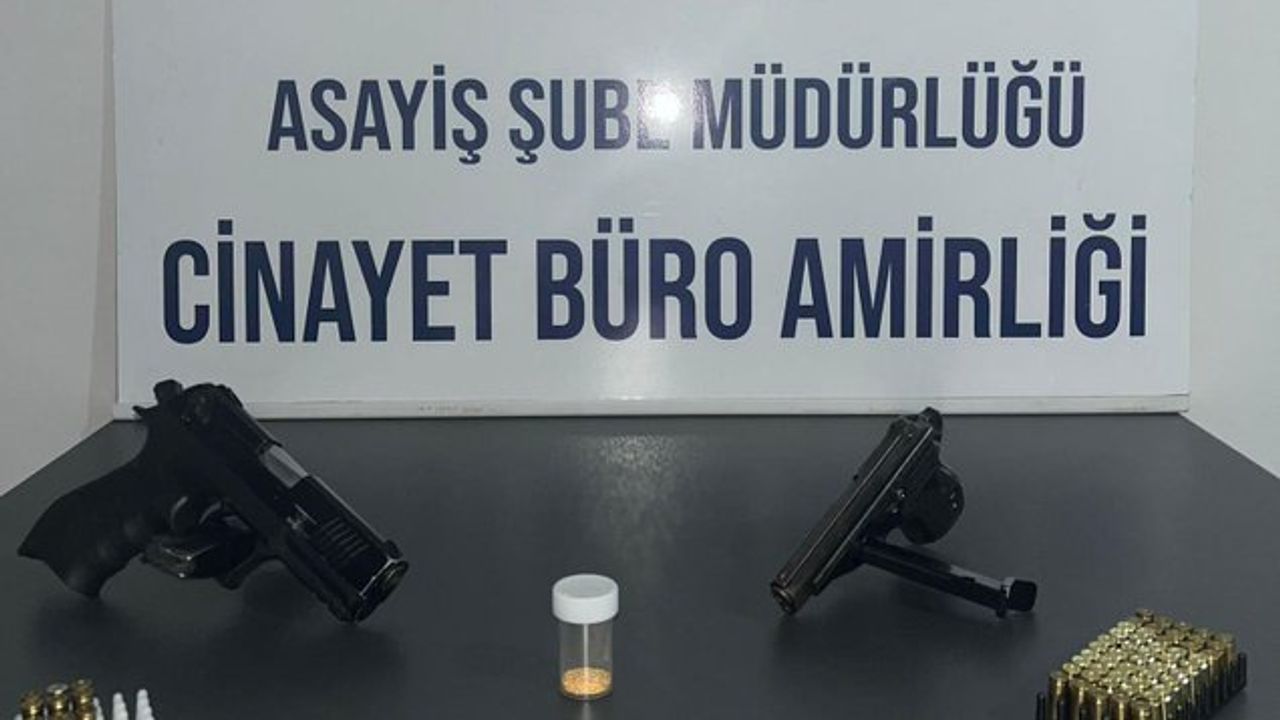 ASAYİŞ ŞUBE MÜDÜRLÜĞÜ
CİNAYET BÜRO AMİRLİĞİ